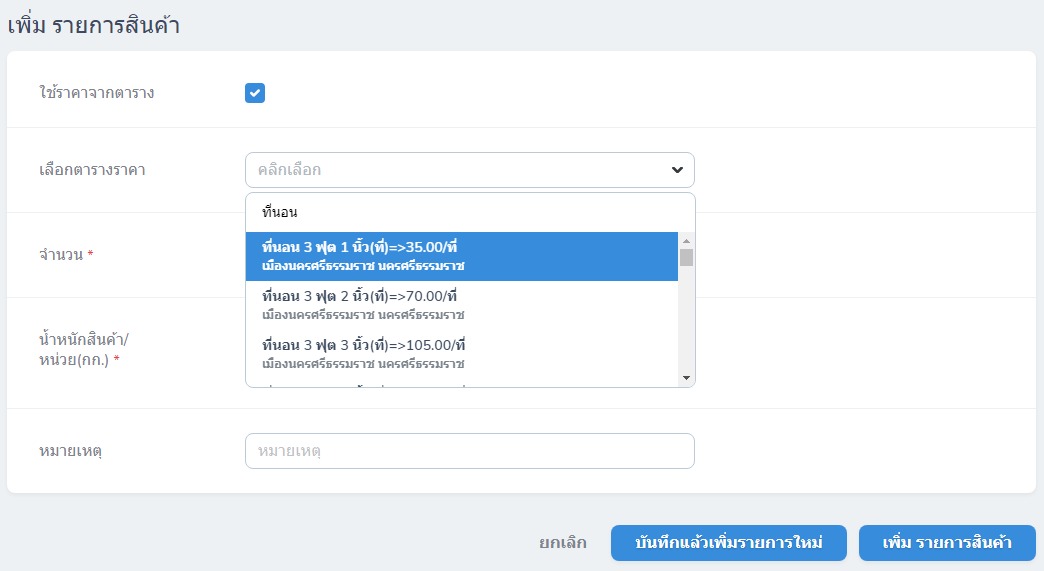 เพิ่ม รายการสินค้า
ใช้ราคาจากตาราง
เลือกตารางราคา
คลิกเลือก
ที่นอน
ที่นอน 3 ฟุต 1 นิ้ว(ที่)=>35.00/ที่
เมืองนครศรีธรรมราช นครศรีธรรมราช
ที่นอน 3 ฟุต 2 นิ้ว(ที่)=>70.00/ที่
เมืองนครศรีธรรมราช นครศรีธรรมราช
ที่นอน 3 ฟุต 3 นิ้ว(ที่)=>105.00/ที่
เมืองนครศรีธรรมราช นครศรีธรรมราช
จำนวน *
น้ำหนักสินค้า/
หน่วย(กก.) *
หมายเหตุ
หมายเหตุ
ยกเลิก
บันทึกแล้วเพิ่มรายการใหม่
เพิ่ม รายการสินค้า